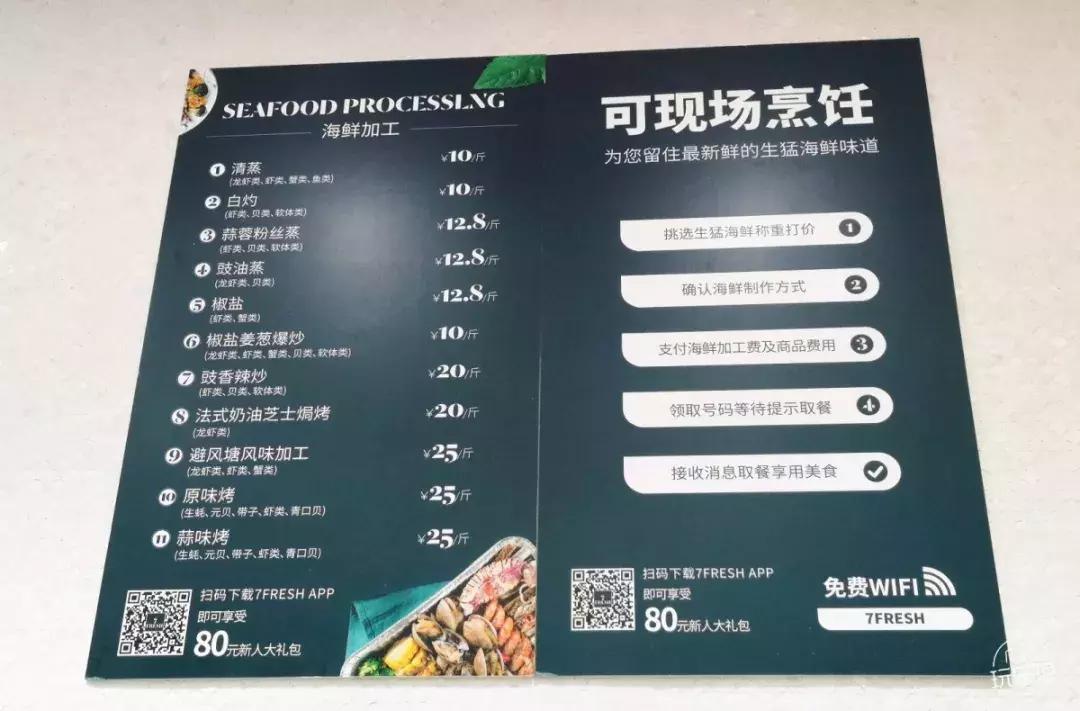 SEAFOOD PROCESSLNG
海鲜加工
1 清蒸 ¥10/斤
(龙虾类、虾类、蟹类、鱼类)
2 白灼 ¥10/斤
(虾类、贝类、软体类)
3 蒜蓉粉丝蒸 ¥12.8/斤
(虾类、贝类、软体类)
4 豉油蒸 ¥12.8/斤
(龙虾类、贝类)
5 椒盐 ¥12.8/斤
(虾类、蟹类)
6 椒盐姜葱爆炒 ¥10/斤
(龙虾类、虾类、蟹类、贝类、软体类)
7 豉香辣炒 ¥20/斤
(虾类、贝类、软体类)
8 法式奶油芝士焗烤 ¥20/斤
(龙虾类)
9 避风塘风味加工 ¥25/斤
(龙虾类、虾类、蟹类)
10 原味烤 ¥25/斤
(生蚝、元贝、带子、虾类、青口贝)
11 蒜味烤 ¥25/斤
(生蚝、元贝、带子、虾类、青口贝)
扫码下载7FRESH APP
即可享受
80元新人大礼包
7
FRESH
可现场烹饪
为您留住最新鲜的生猛海鲜味道
挑选生猛海鲜称重打价 1
确认海鲜制作方式 2
支付海鲜加工费及商品费用 3
领取号码等待提示取餐 4
接收消息取餐享用美食
扫码下载7FRESH APP
即可享受
80元新人大礼包
7
FRESH
免费WIFI
7FRESH